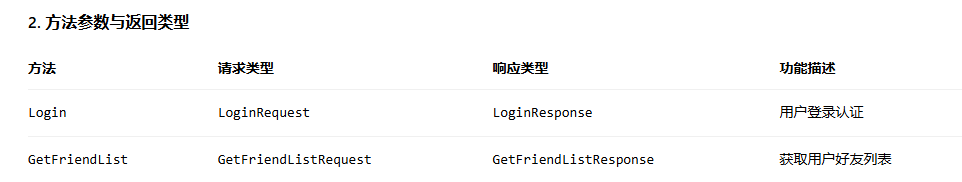 2. 方法参数与返回类型
方法 请求类型 响应类型 功能描述
Login LoginRequest LoginResponse 用户登录认证
GetFriendList GetFriendListRequest GetFriendListResponse 获取用户好友列表